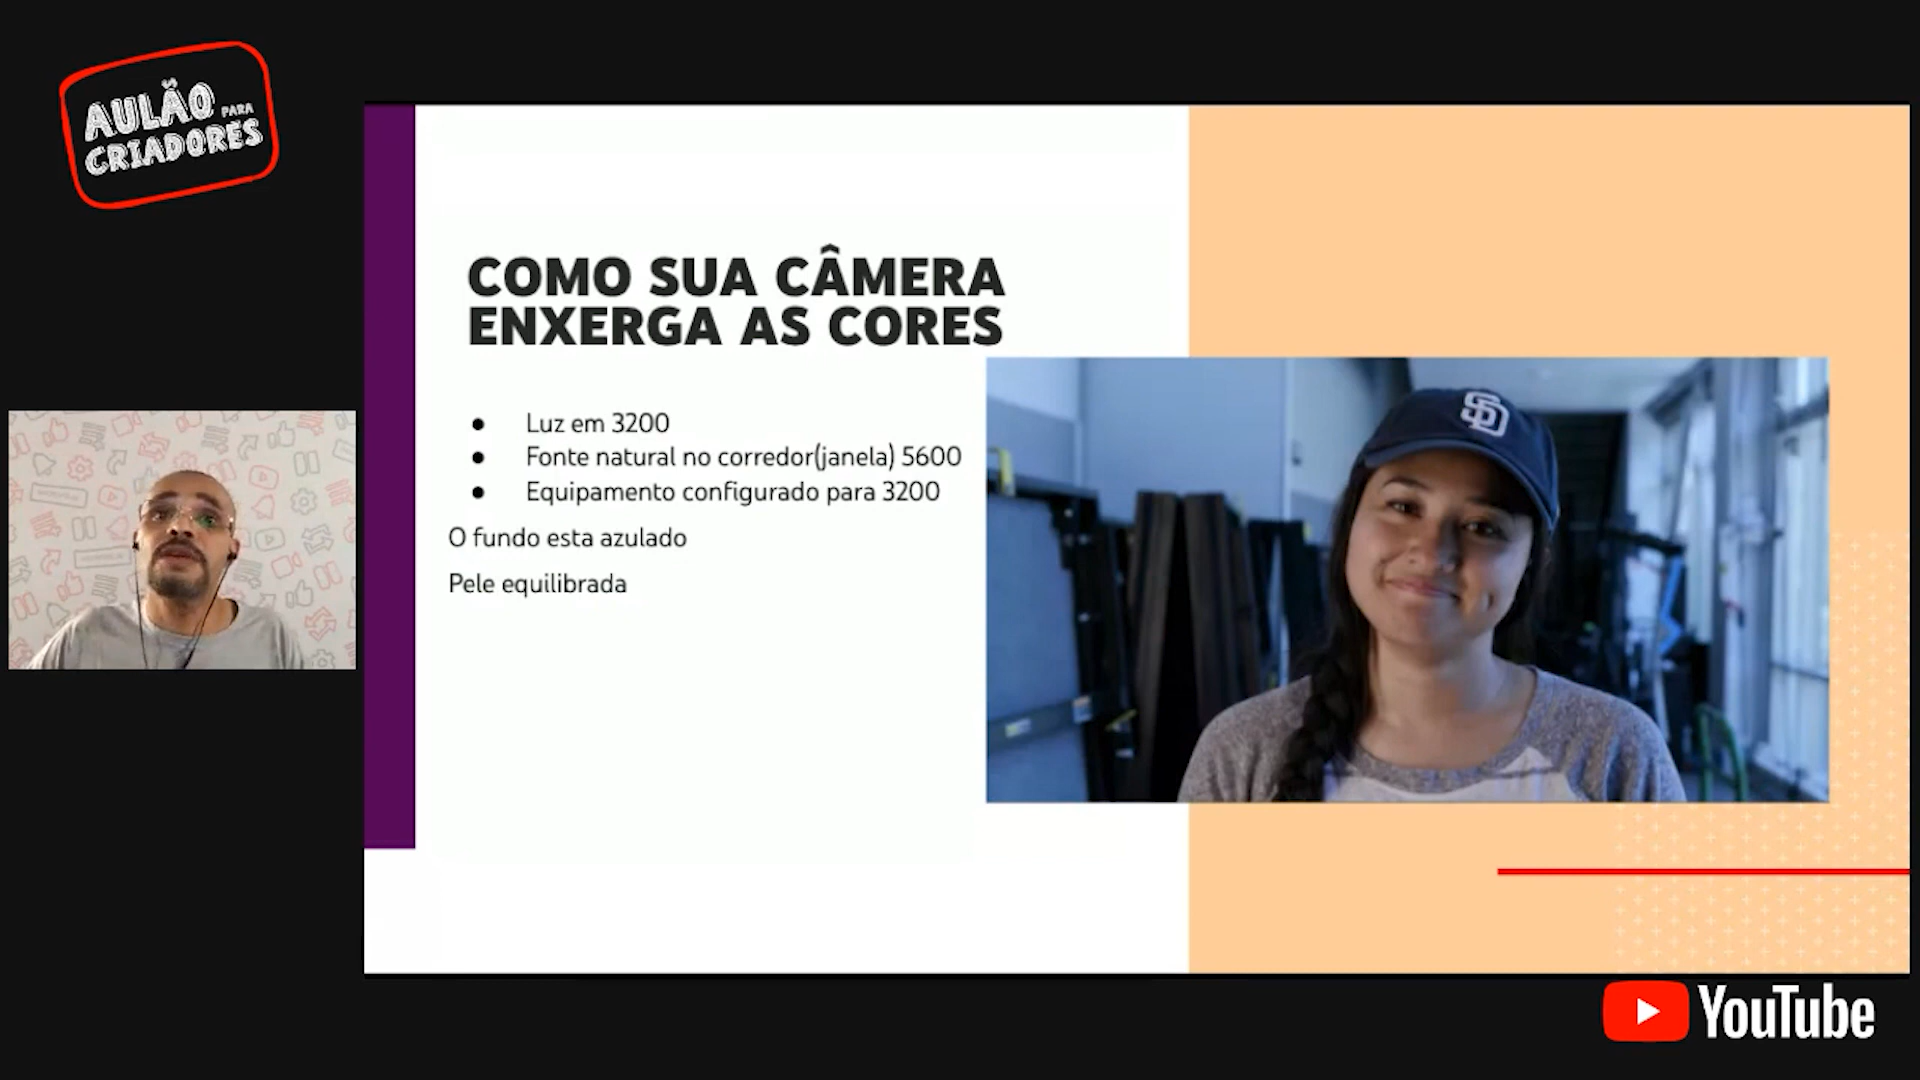 AULÃO PARA
CRIADORES
COMO SUA CÂMERA
ENXERGA AS CORES
● Luz em 3200
● Fonte natural no corredor(janela) 5600
● Equipamento configurado para 3200
O fundo esta azulado
Pele equilibrada
SD
YouTube